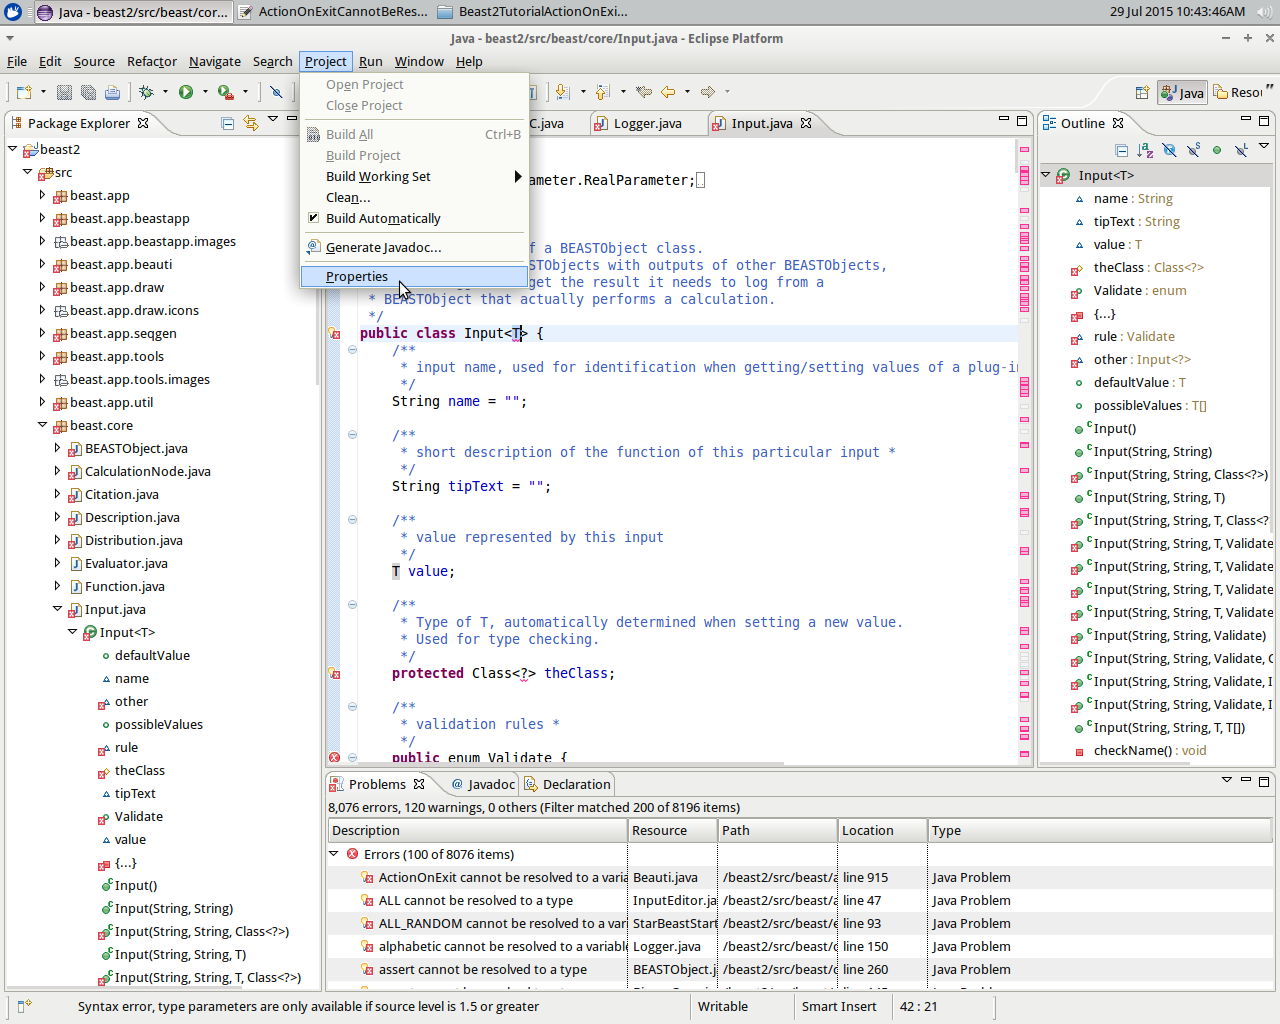 Java - beast2/src/beast/cor...
ActionOnExitCannotBeRes...
Beast2TutorialActionOnExi...
29 Jul 2015 10:43:46AM
Java - beast2/src/beast/core/Input.java - Eclipse Platform
File Edit Source Refactor Navigate Search Project Run Window Help
Java
Resou
Open Project
Close Project
Build All Ctrl+B
Build Project
Build Working Set
Clean...
Build Automatically
Generate Javadoc...
Properties
Package Explorer
beast2
src
beast.app
beast.app.beastapp
beast.app.beastapp.images
beast.app.beauti
beast.app.draw
beast.app.draw.icons
beast.app.seqgen
beast.app.tools
beast.app.tools.images
beast.app.util
beast.core
BEASTObject.java
CalculationNode.java
Citation.java
Description.java
Distribution.java
Evaluator.java
Function.java
Input.java
Input<T>
defaultValue
name
other
possibleValues
rule
theClass
tipText
Validate
value
{...}
Input()
Input(String, String)
Input(String, String, Class<?>)
Input(String, String, T)
Input(String, String, T, Class<?>)
C.java
Logger.java
Input.java
ameter.RealParameter;
f a BEASTObject class.
STObjects with outputs of other BEASTObjects,
get the result it needs to log from a
* BEASTObject that actually performs a calculation.
*/
public class Input<T> {
/**
* input name, used for identification when getting/setting values of a plug-in
*/
String name = "";
/**
* short description of the function of this particular input *
*/
String tipText = "";
/**
* value represented by this input
*/
T value;
/**
* Type of T, automatically determined when setting a new value.
* Used for type checking.
*/
protected Class<?> theClass;
/**
* validation rules *
*/
public enum Validate {
Outline
Input<T>
name : String
tipText : String
value : T
theClass : Class<?>
Validate : enum
{...}
rule : Validate
other : Input<?>
defaultValue : T
possibleValues : T[]
Input()
Input(String, String)
Input(String, String, Class<?>)
Input(String, String, T)
Input(String, String, T, Class<?
Input(String, String, T, Validate
Input(String, String, T, Validate
Input(String, String, T, Validate
Input(String, String, T, Validate
Input(String, String, Validate)
Input(String, String, Validate, C
Input(String, String, Validate, I
Input(String, String, Validate, I
Input(String, String, T, T[])
checkName() : void
Problems
Javadoc
Declaration
8,076 errors, 120 warnings, 0 others (Filter matched 200 of 8196 items)
Description Resource Path Location Type
Errors (100 of 8076 items)
ActionOnExit cannot be resolved to a varia Beauti.java /beast2/src/beast/a line 915 Java Problem
ALL cannot be resolved to a type InputEditor.ja /beast2/src/beast/a line 47 Java Problem
ALL_RANDOM cannot be resolved to a vari StarBeastStart /beast2/src/beast/e line 93 Java Problem
alphabetic cannot be resolved to a variable Logger.java /beast2/src/beast/c line 150 Java Problem
assert cannot be resolved to a type BEASTObject.j /beast2/src/beast/c line 260 Java Problem
Syntax error, type parameters are only available if source level is 1.5 or greater
Writable
Smart Insert
42 : 21